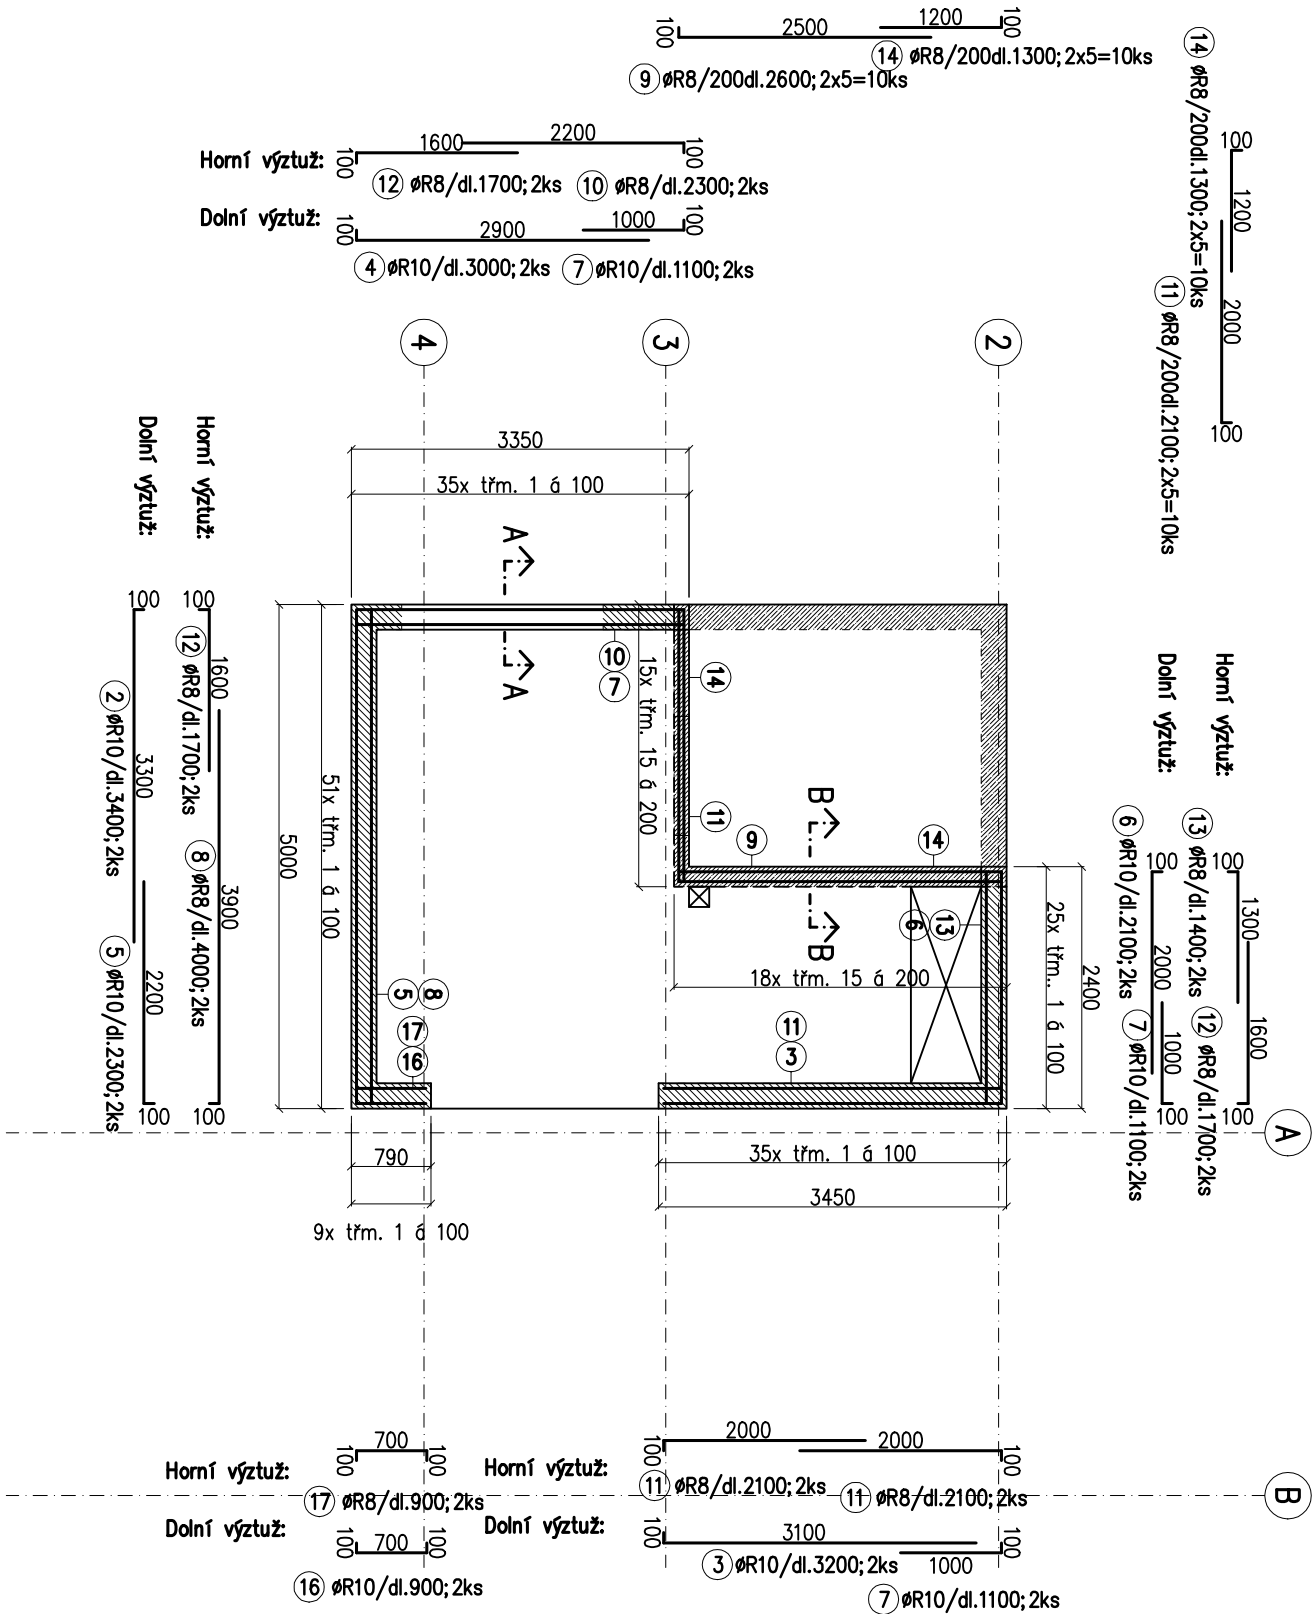 100
2500
1200
100
14 øR8/200dl.1300; 2x5=10ks
9 øR8/200dl.2600; 2x5=10ks
14 øR8/200dl.1300; 2x5=10ks
100
1200
2000
100
11 øR8/200dl.2100; 2x5=10ks
Horní výztuž:
100
1600
2200
100
12 øR8/dl.1700; 2ks
10 øR8/dl.2300; 2ks
Dolní výztuž:
100
2900
1000
100
4 øR10/dl.3000; 2ks
7 øR10/dl.1100; 2ks
4
3
2
3350
35x třm. 1 á 100
A
A
Horní výztuž:
100
1600
3900
100
12 øR8/dl.1700; 2ks
8 øR8/dl.4000; 2ks
Dolní výztuž:
100
3300
2200
100
2 øR10/dl.3400; 2ks
5 øR10/dl.2300; 2ks
5000
51x třm. 1 á 100
10
7
15x třm. 15 á 200
14
11
9
14
B
B
6
13
18x třm. 15 á 200
5
8
17
16
11
3
25x třm.. 1 á 100
2400
Horní výztuž:
100
1300
1600
100
13 øR8/dl.1400; 2ks
12 øR8/dl.1700; 2ks
Dolní výztuž:
100
2000
1000
100
6 øR10/dl.2100; 2ks
7 øR10/dl.1100; 2ks
A
790
9x třm. 1 á 100
35x třm. 1 á 100
3450
Horní výztuž:
100
700
100
17 øR8/dl.900; 2ks
Dolní výztuž:
100
700
100
16 øR10/dl.900; 2ks
Horní výztuž:
100
2000
2000
100
11 øR8/dl.2100; 2ks
11 øR8/dl.2100; 2ks
Dolní výztuž:
100
3100
1000
100
3 øR10/dl.3200; 2ks
7 øR10/dl.1100; 2ks
B